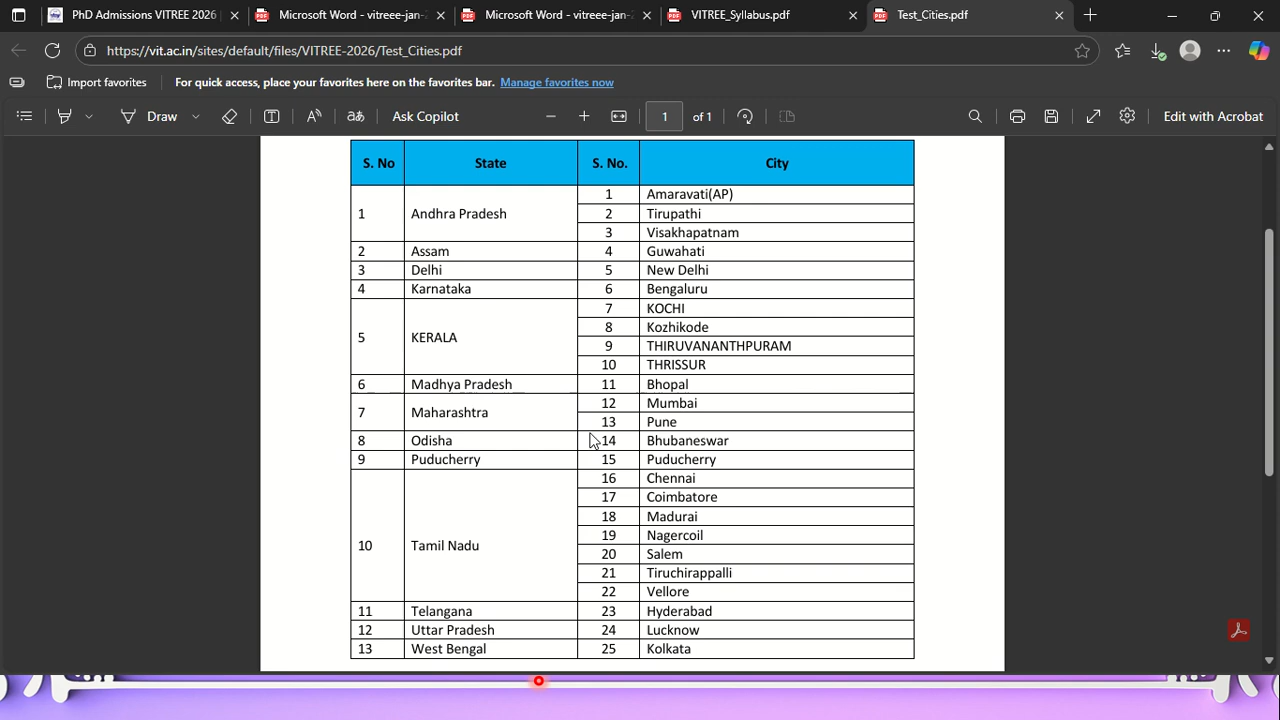 PhD Admissions VITREE 2026
Microsoft Word - vitreee-jan-
Microsoft Word - vitreee-jan-
VITREE_Syllabus.pdf
Test_Cities.pdf
https://vit.ac.in/sites/default/files/VITREE-2026/Test_Cities.pdf
Import favorites
For quick access, place your favorites here on the favorites bar. Manage favorites now
Draw
Ask Copilot
1 of 1
Edit with Acrobat
S. No State S. No. City
1 Andhra Pradesh 1 Amaravati(AP)
2 Tirupathi
3 Visakhapatnam
2 Assam 4 Guwahati
3 Delhi 5 New Delhi
4 Karnataka 6 Bengaluru
5 KERALA 7 KOCHI
8 Kozhikode
9 THIRUVANANTHPURAM
10 THRISSUR
6 Madhya Pradesh 11 Bhopal
7 Maharashtra 12 Mumbai
13 Pune
8 Odisha 14 Bhubaneswar
9 Puducherry 15 Puducherry
10 Tamil Nadu 16 Chennai
17 Coimbatore
18 Madurai
19 Nagercoil
20 Salem
21 Tiruchirappalli
22 Vellore
11 Telangana 23 Hyderabad
12 Uttar Pradesh 24 Lucknow
13 West Bengal 25 Kolkata